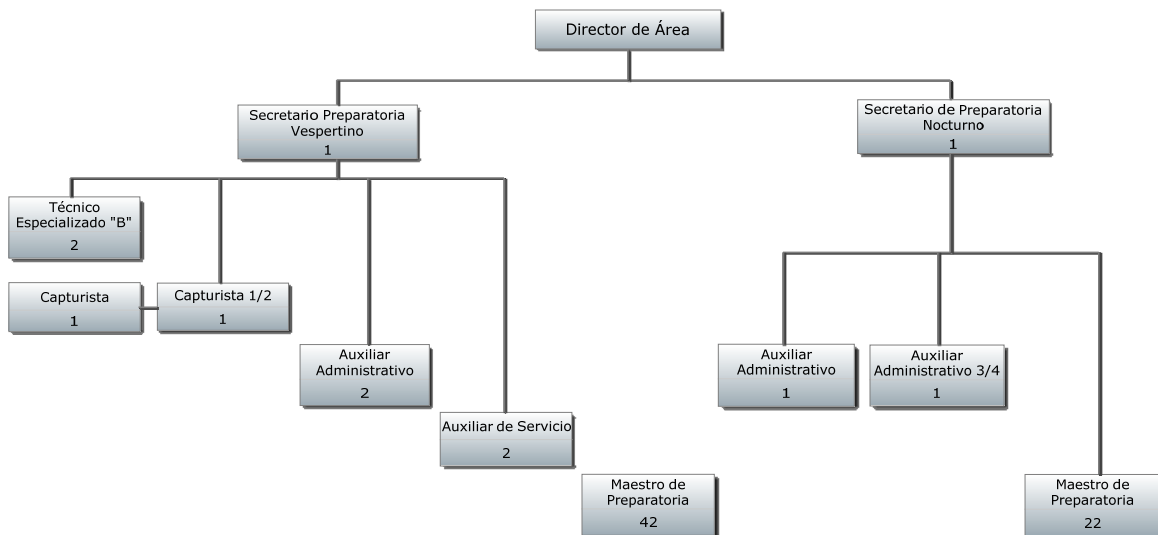 Director de Área
Secretario Preparatoria
Vespertino
1
Secretario de Preparatoria
Nocturno
1
Técnico
Especializado "B"
2
Capturista
1
Capturista 1/2
1
Auxiliar
Administrativo
2
Auxiliar de Servicio
2
Maestro de
Preparatoria
42
Auxiliar
Administrativo
1
Auxiliar
Administrativo 3/4
1
Maestro de
Preparatoria
22